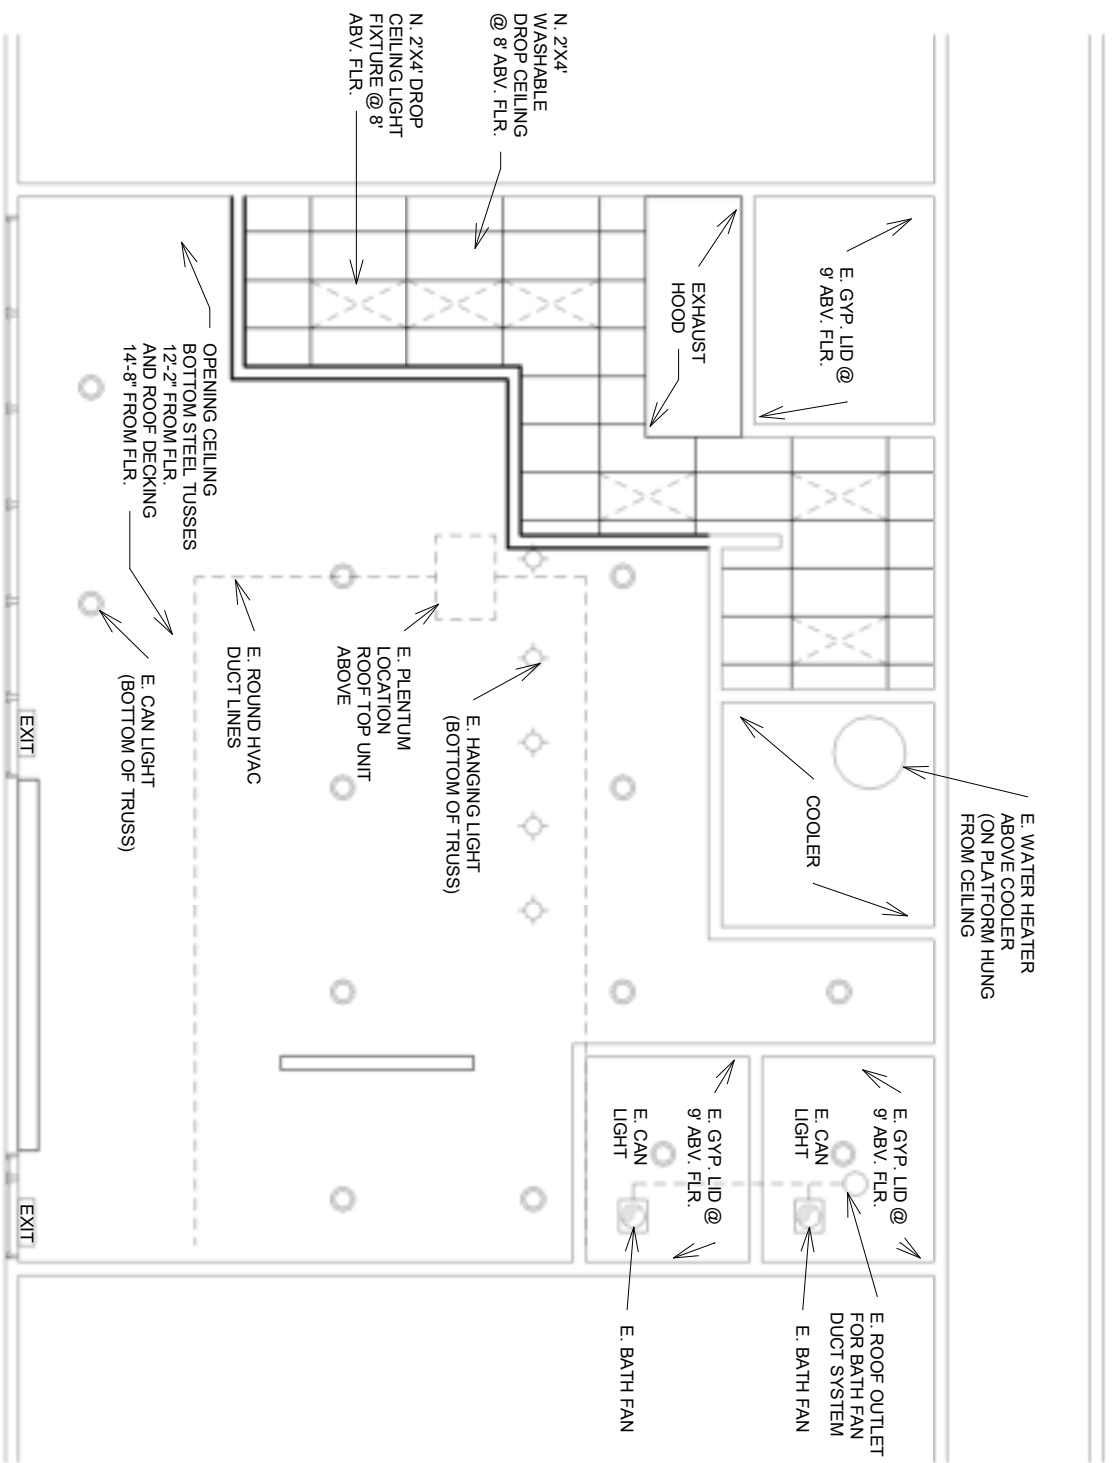 N. 2'X4'
WASHABLE
DROP CEILING
@ 8' ABV. FLR.
N. 2'X4' DROP
CEILING LIGHT
FIXTURE @ 8'
ABV. FLR.
E. GYP. LID @
9' ABV. FLR.
EXHAUST
HOOD
OPENING CEILING
BOTTOM STEEL TUSSES
12'-2" FROM FLR.
AND ROOF DECKING
14'-8" FROM FLR.
E. WATER HEATER
ABOVE COOLER
(ON PLATFORM HUNG
FROM CEILING
COOLER
E. HANGING LIGHT
(BOTTOM OF TRUSS)
E. PLENTUM
LOCATION
ROOF TOP UNIT
ABOVE
E. ROUND HVAC
DUCT LINES
E. CAN LIGHT
(BOTTOM OF TRUSS)
EXIT
E. GYP. LID @
9' ABV. FLR.
E. CAN
LIGHT
E. GYP. LID @
9' ABV. FLR.
E. CAN
LIGHT
EXIT
E. ROOF OUTLET
FOR BATH FAN
DUCT SYSTEM
E. BATH FAN
E. BATH FAN